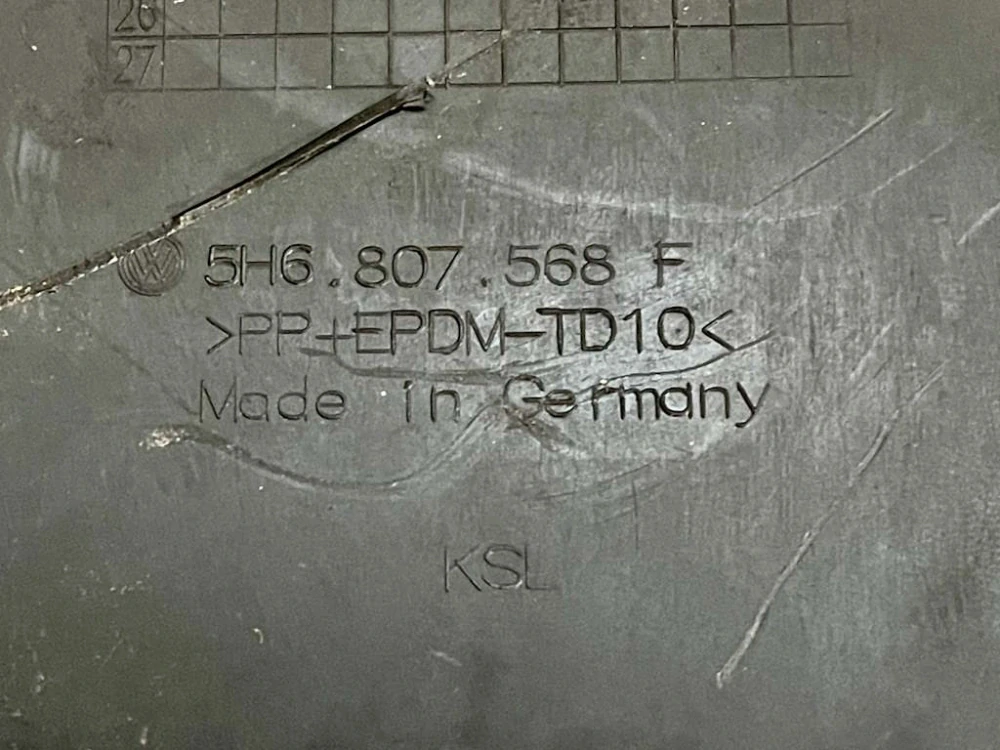 26
27
5H6.807.568 F
>PP+EPDM-TD10<
Made in Germany
KSL